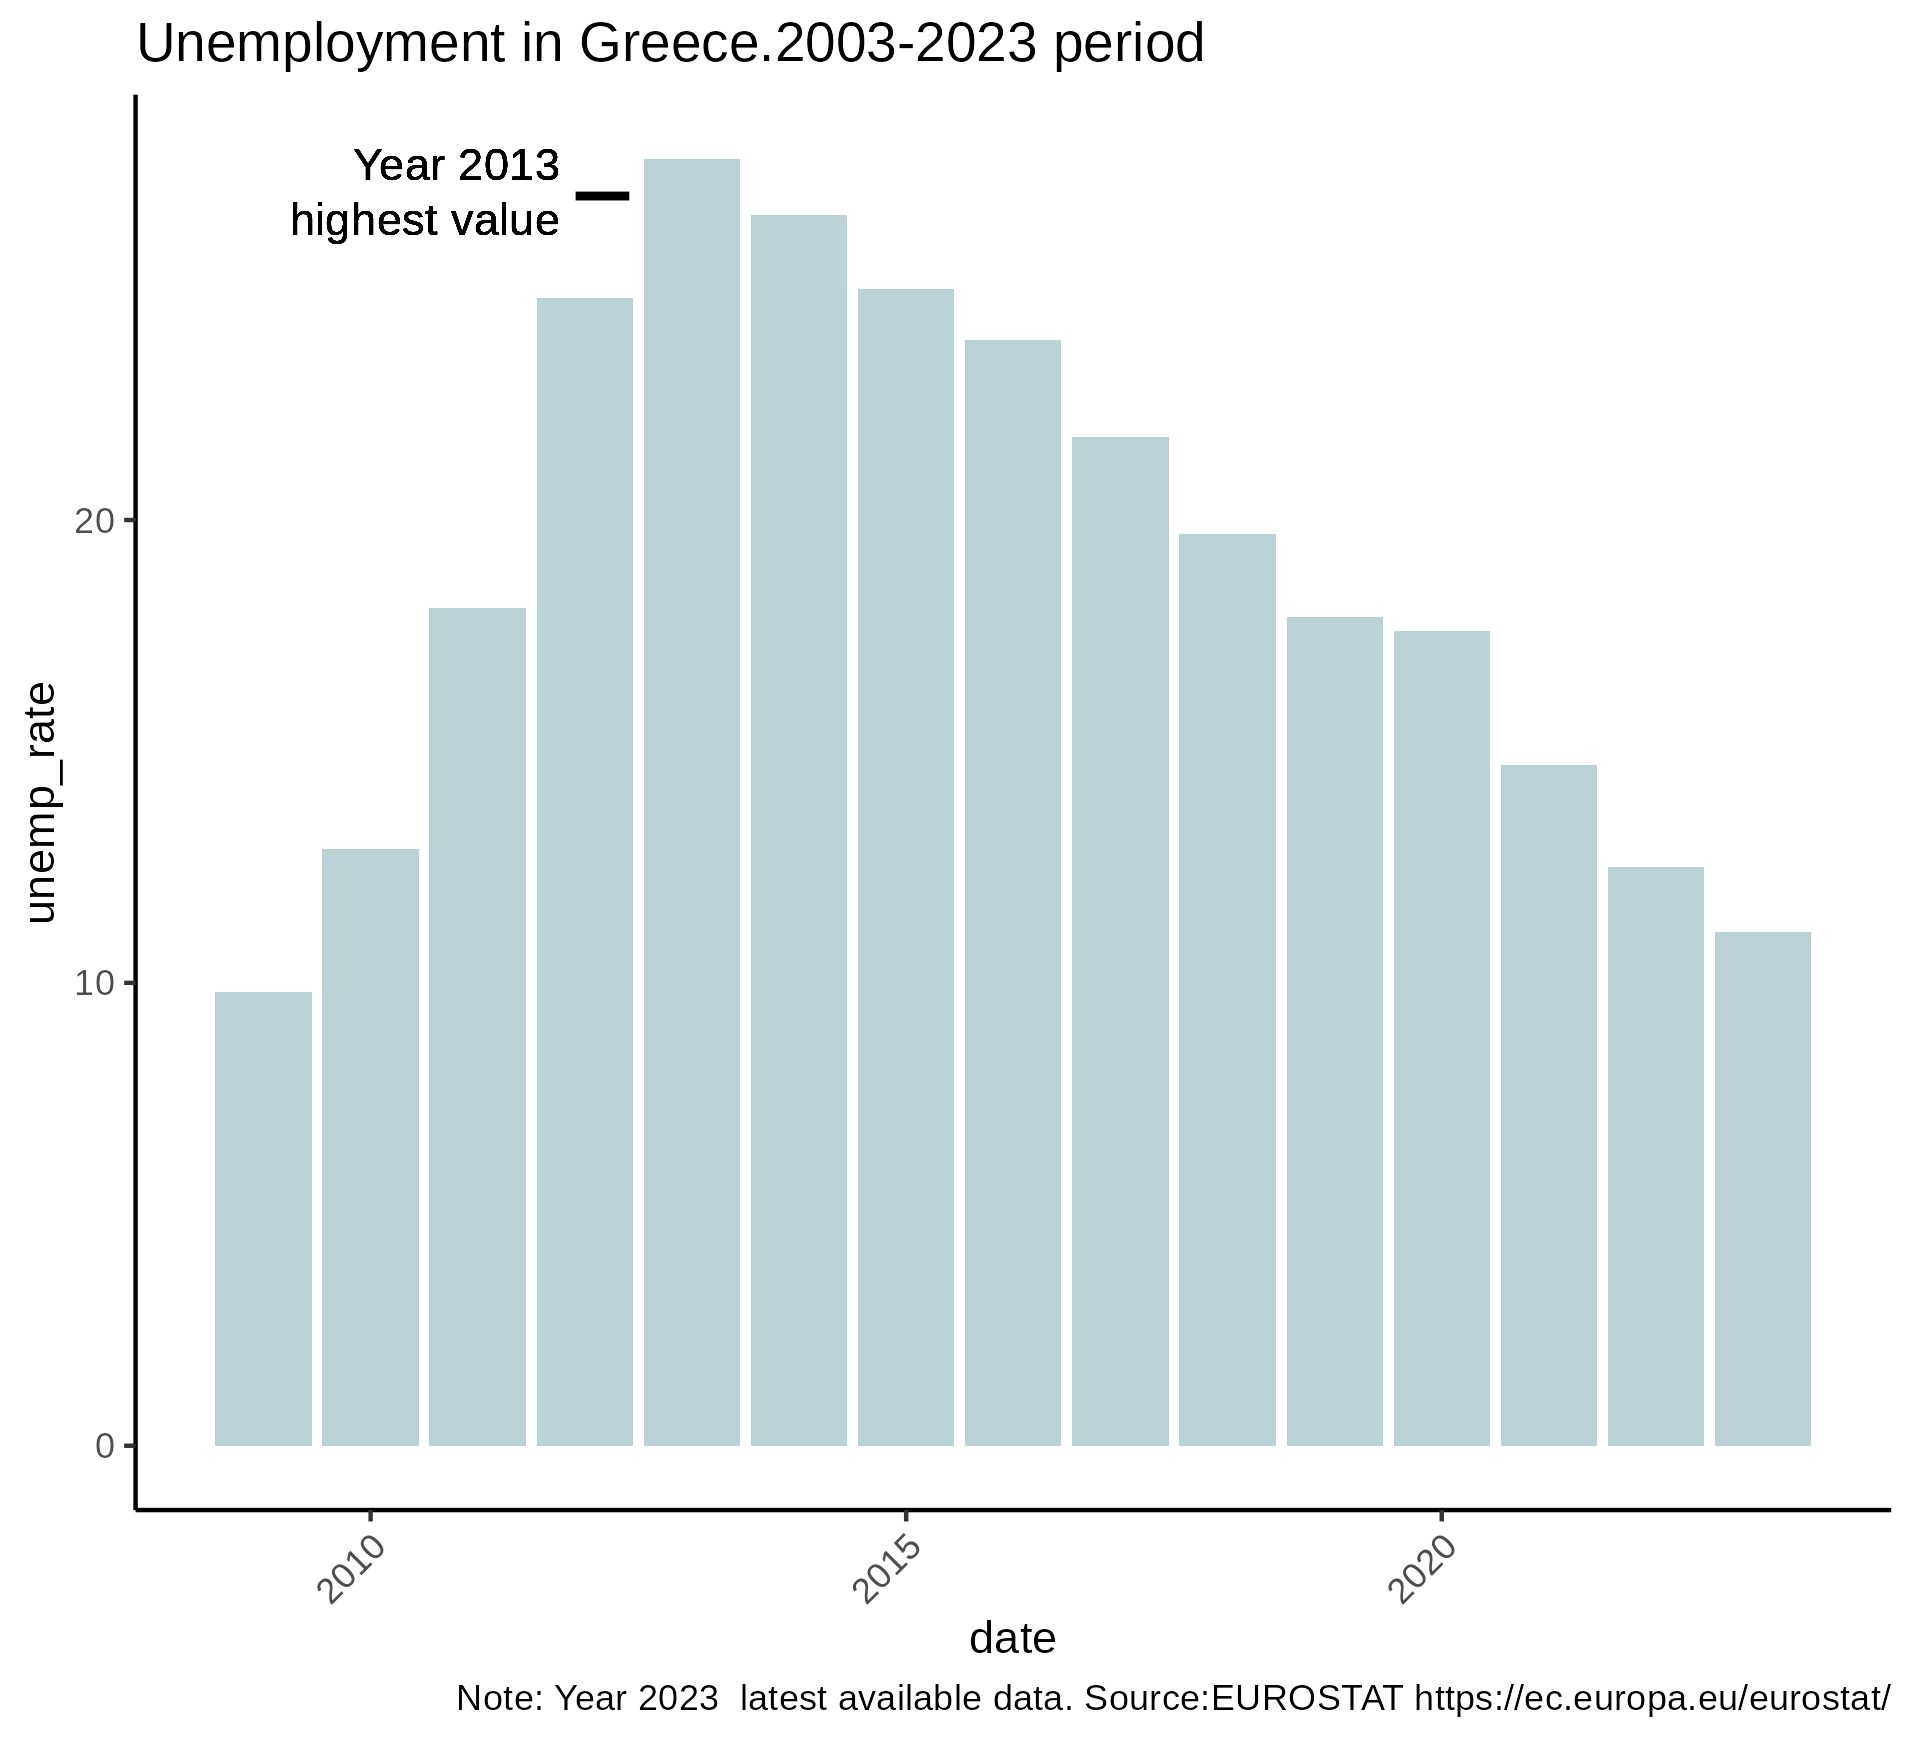 Unemployment in Greece.2003-2023 period
Year 2013
highest value
20
10
0
unemp_rate
2010
2015
2020
date
Note: Year 2023  latest available data. Source:EUROSTAT https://ec.europa.eu/eurostat/